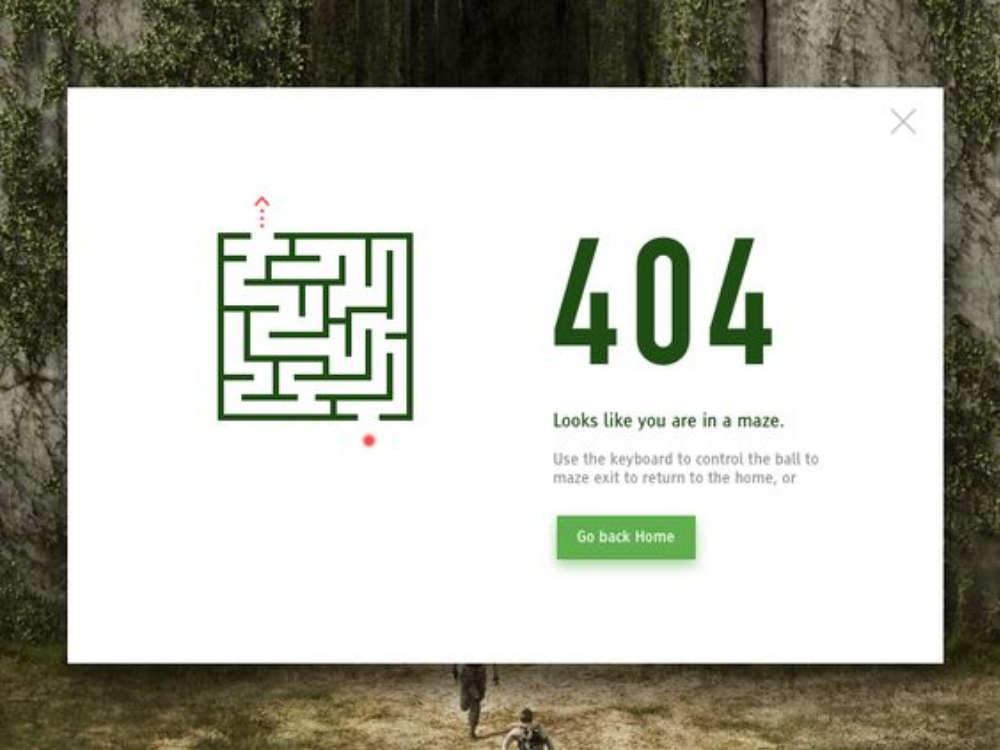 404
Looks like you are in a maze.
Use the keyboard to control the ball to
maze exit to return to the home, or
Go back Home